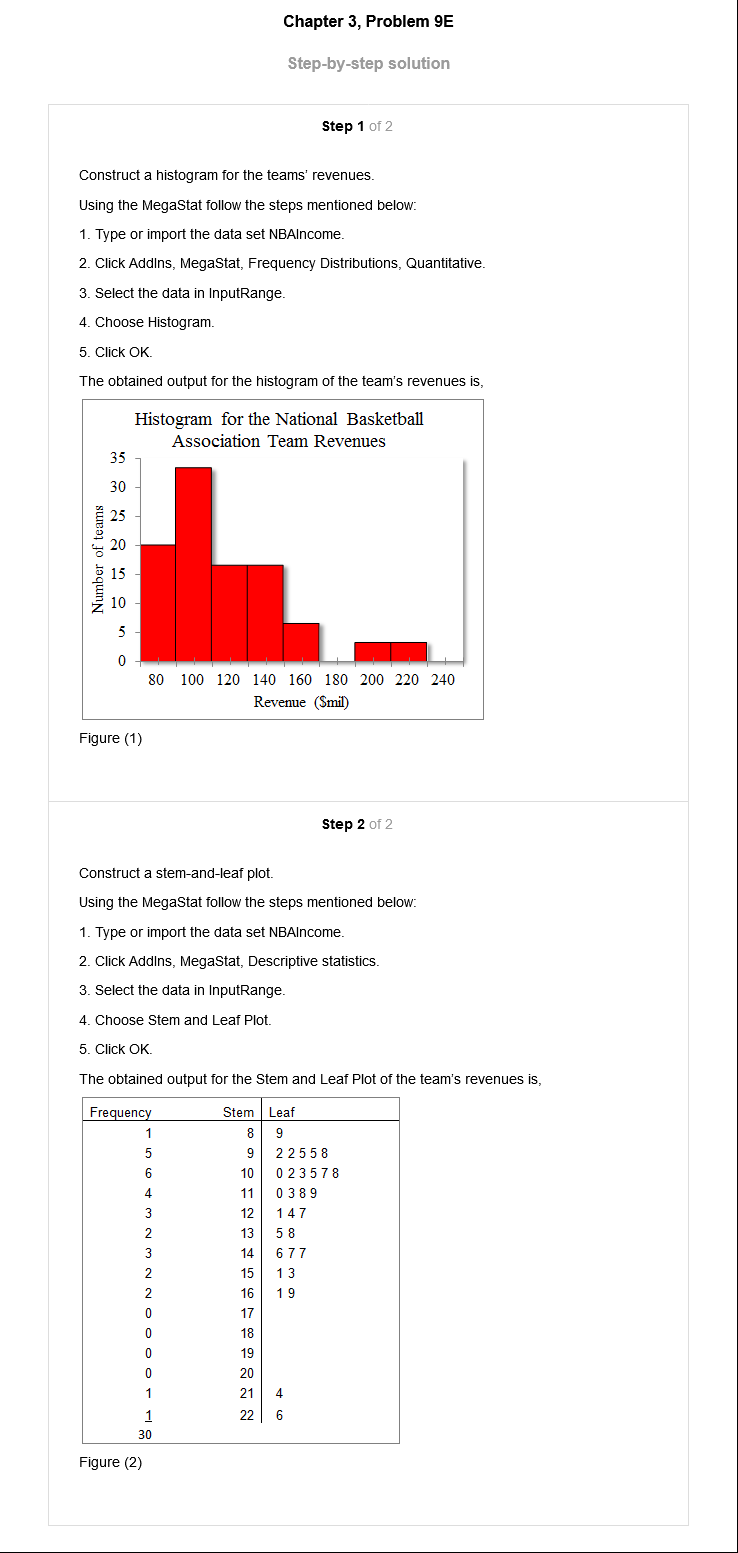 Chapter 3, Problem 9E
Step-by-step solution
Step 1 of 2
Construct a histogram for the teams' revenues.
Using the MegaStat follow the steps mentioned below:
1. Type or import the data set NBAIncome.
2. Click AddIns, MegaStat, Frequency Distributions, Quantitative.
3. Select the data in InputRange.
4. Choose Histogram.
5. Click OK.
The obtained output for the histogram of the team's revenues is,
Histogram for the National Basketball
Association Team Revenues
35
30
25
20
15
10
5
0
Number of teams
80 100 120 140 160 180 200 220 240
Revenue ($mil)
Figure (1)
Step 2 of 2
Construct a stem-and-leaf plot.
Using the MegaStat follow the steps mentioned below:
1. Type or import the data set NBAIncome.
2. Click AddIns, MegaStat, Descriptive statistics.
3. Select the data in InputRange.
4. Choose Stem and Leaf Plot.
5. Click OK.
The obtained output for the Stem and Leaf Plot of the team's revenues is,
Frequency Stem Leaf
1 8 9
5 9 2 2 5 5 8
6 10 0 2 3 5 7 8
4 11 0 3 8 9
3 12 1 4 7
2 13 5 8
3 14 6 7 7
2 15 1 3
2 16 1 9
0 17
0 18
0 19
0 20
1 21 4
1 22 6
30
Figure (2)